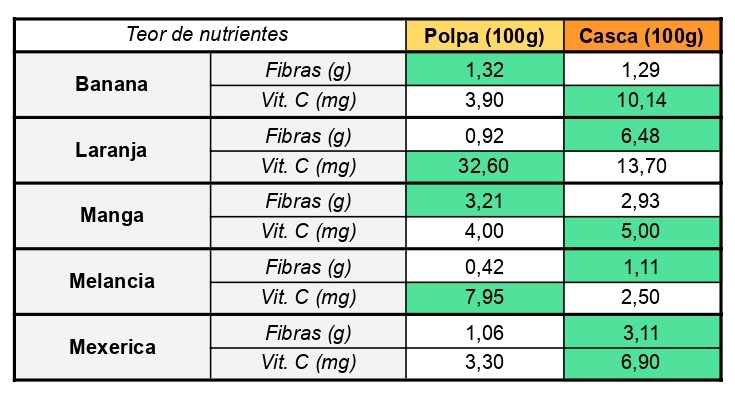 Teor de nutrientes Polpa (100g) Casca (100g)
Banana Fibras (g) 1,32 1,29
Vit. C (mg) 3,90 10,14
Laranja Fibras (g) 0,92 6,48
Vit. C (mg) 32,60 13,70
Manga Fibras (g) 3,21 2,93
Vit. C (mg) 4,00 5,00
Melancia Fibras (g) 0,42 1,11
Vit. C (mg) 7,95 2,50
Mexerica Fibras (g) 1,06 3,11
Vit. C (mg) 3,30 6,90